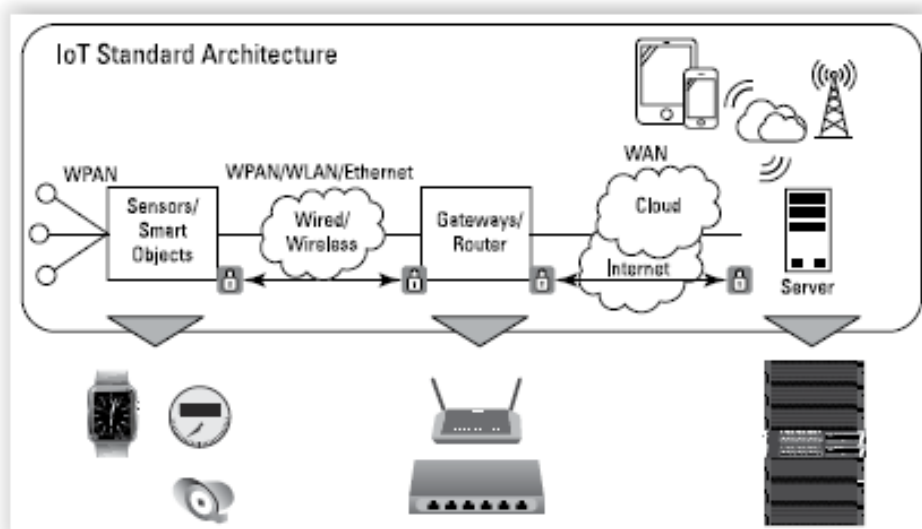 IoT Standard Architecture
WPAN
Sensors/
Smart
Objects
WPAN/WLAN/Ethernet
Wired/
Wireless
Gateways/
Router
WAN
Cloud
Internet
Server